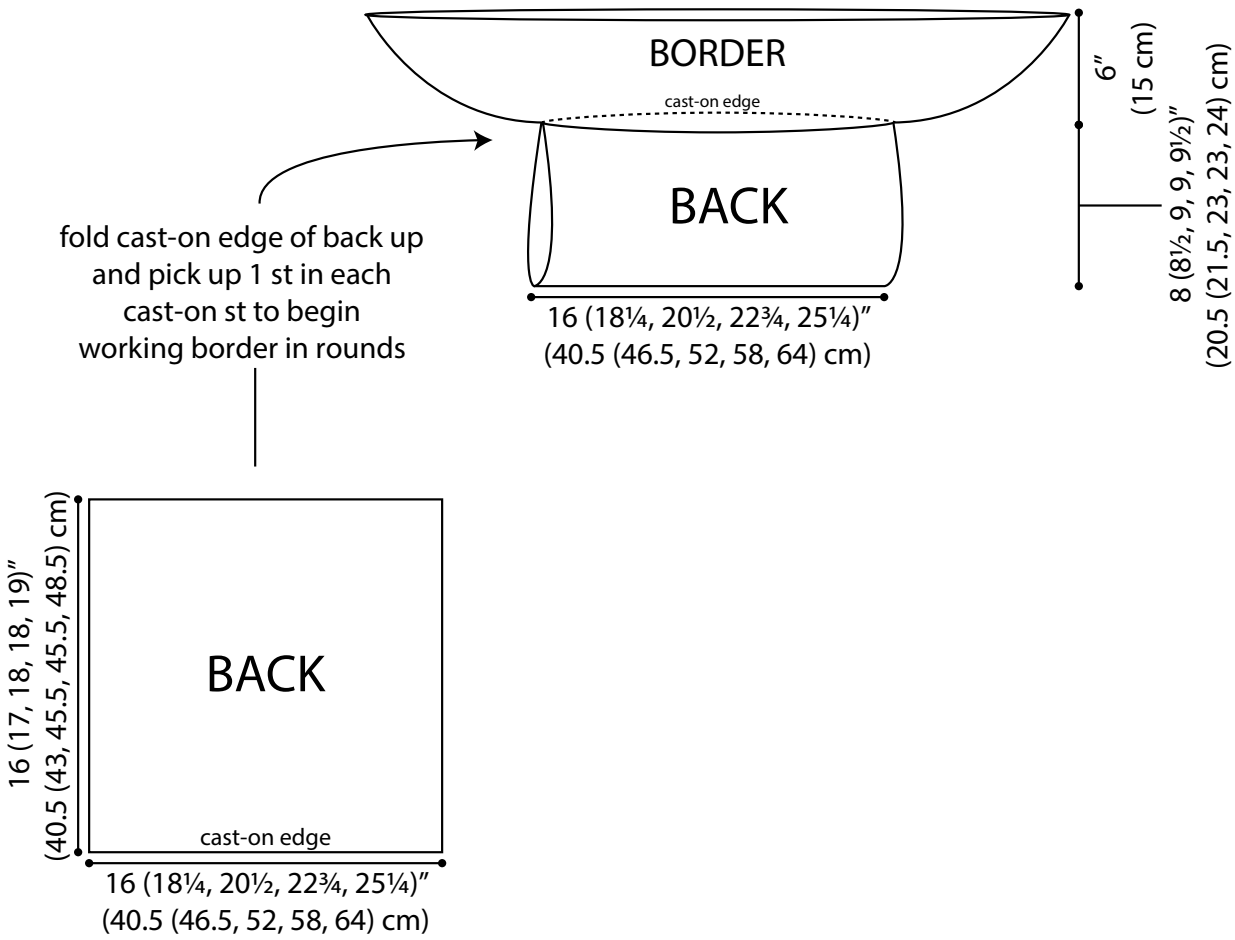 BORDER
cast-on edge
6”
(15 cm)
BACK
8 (8½, 9, 9, 9½)”
(20.5 (21.5, 23, 23, 24) cm)
16 (18¼, 20½, 22¾, 25¼)”
(40.5 (46.5, 52, 58, 64) cm)
fold cast-on edge of back up
and pick up 1 st in each
cast-on st to begin
working border in rounds
16 (17, 18, 18, 19)”
(40.5 (43, 45.5, 45.5, 48.5) cm)
BACK
cast-on edge
16 (18¼, 20½, 22¾, 25¼)”
(40.5 (46.5, 52, 58, 64) cm)